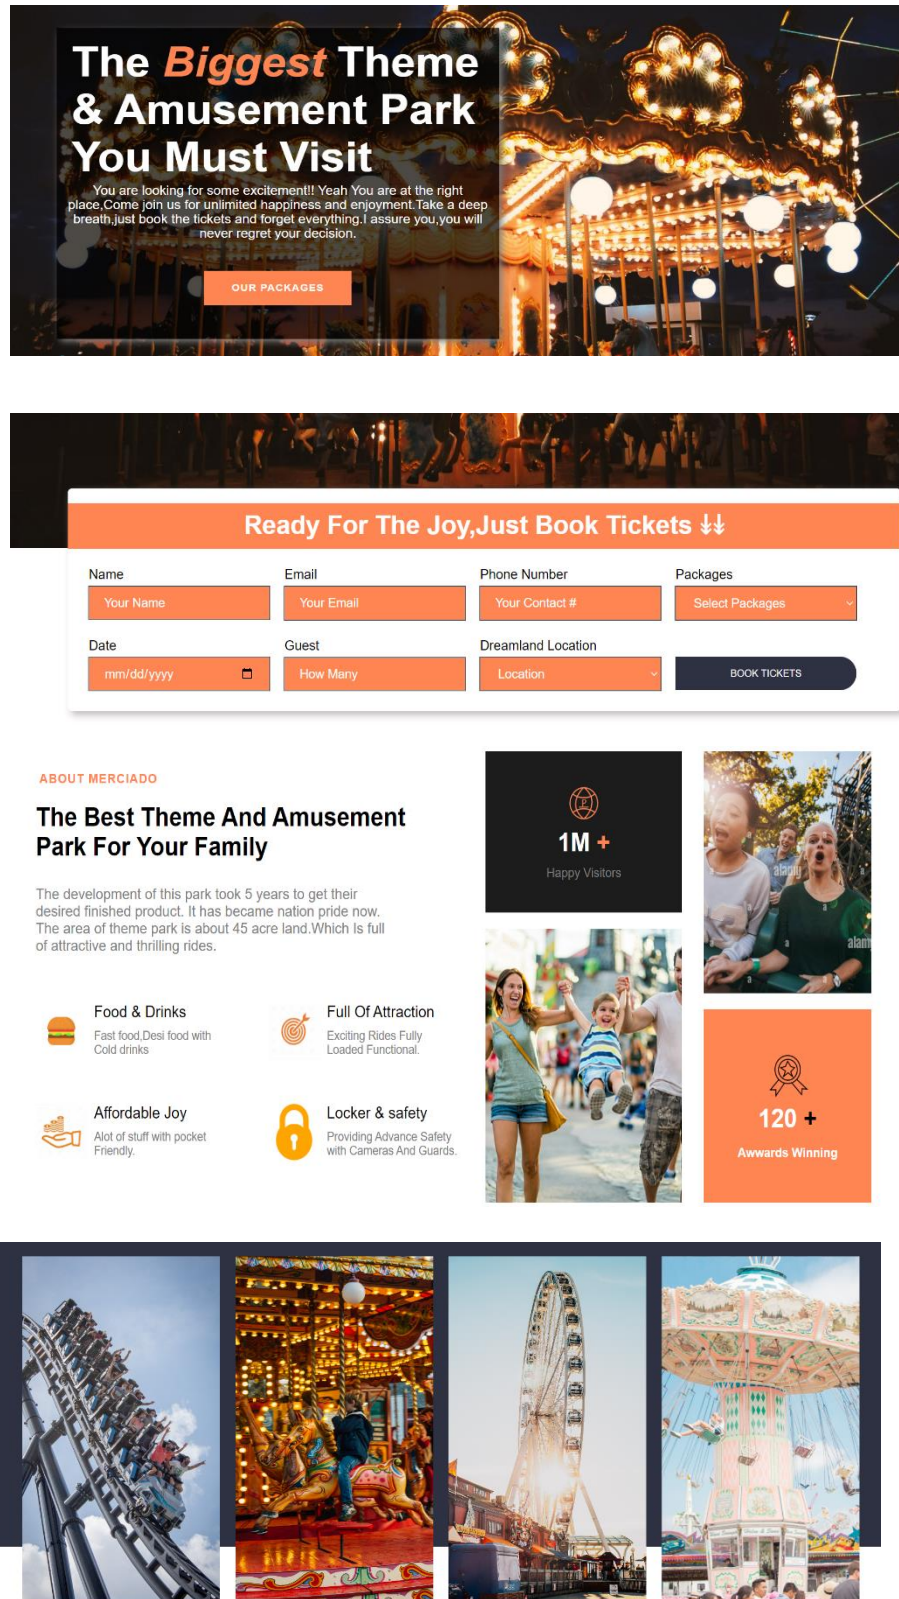 The Biggest Theme
& Amusement Park
You Must Visit
You are looking for some excitement!! Yeah You are at the right
place,Come join us for unlimited happiness and enjoyment.Take a deep
breath,just book the tickets and forget everything.I assure you,you will
never regret your decision.
OUR PACKAGES
Ready For The Joy,Just Book Tickets
Name
Email
Phone Number
Packages
Your Name
Your Email
Your Contact #
Select Packages
Date
Guest
Dreamland Location
mm/dd/yyyy
How Many
Location
BOOK TICKETS
ABOUT MERCIADO
The Best Theme And Amusement
Park For Your Family
The development of this park took 5 years to get their
desired finished product. It has became nation pride now.
The area of theme park is about 45 acre land.Which Is full
of attractive and thrilling rides.
Food & Drinks
Fast food,Desi food with
Cold drinks
Full Of Attraction
Exciting Rides Fully
Loaded Functional.
Affordable Joy
Alot of stuff with pocket
Friendly.
Locker & safety
Providing Advance Safety
with Cameras And Guards.
1M +
Happy Visitors
alamy
a
a
alam
a
a
120 +
Awwards Winning